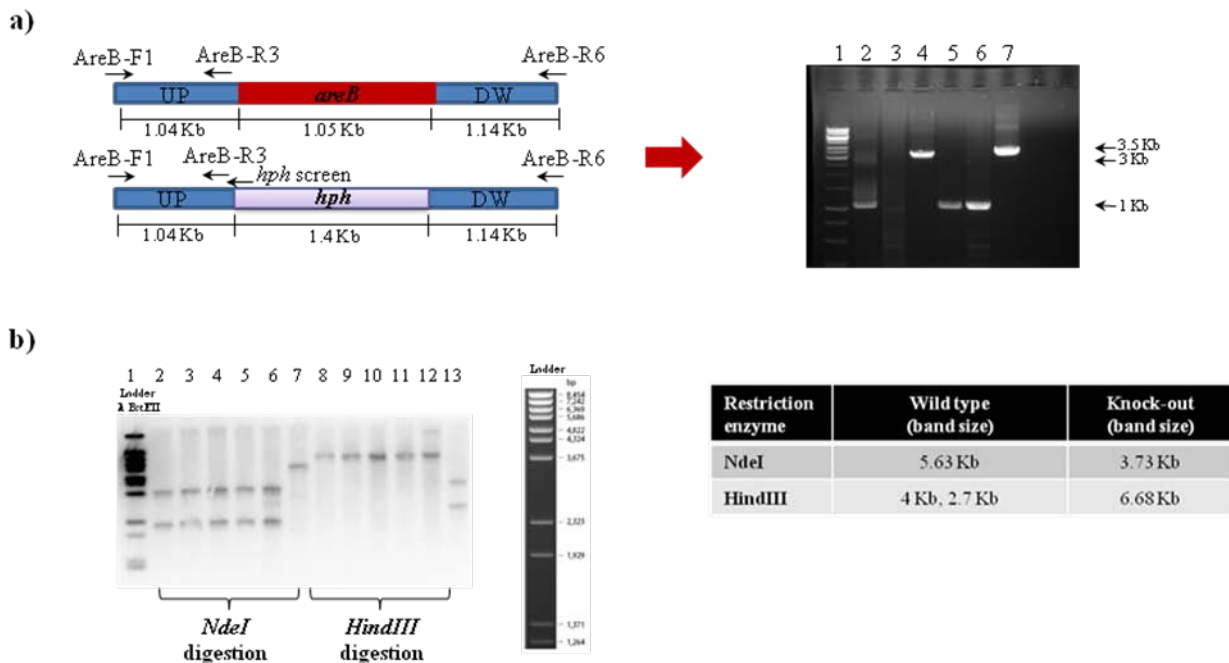 a)
AreB-F1
AreB-R3
AreB-R6
UP
areB
DW
1.04 Kb
1.05 Kb
1.14 Kb
AreB-F1
AreB-R3
hph screen
AreB-R6
UP
hph
DW
1.04 Kb
1.4 Kb
1.14 Kb
1 2 3 4 5 6 7
3.5 Kb
3 Kb
1 Kb
b)
1 2 3 4 5 6 7 8 9 10 11 12 13
Ladder
λ BstEII
NdeI
digestion
HindIII
digestion
Ladder
bp
8,454
7,242
6,369
5,686
4,822
4,324
3,675
2,323
1,929
1,371
1,264
Restriction enzyme Wild type (band size) Knock-out (band size)
NdeI 5.63 Kb 3.73 Kb
HindIII 4 Kb, 2.7 Kb 6.68 Kb